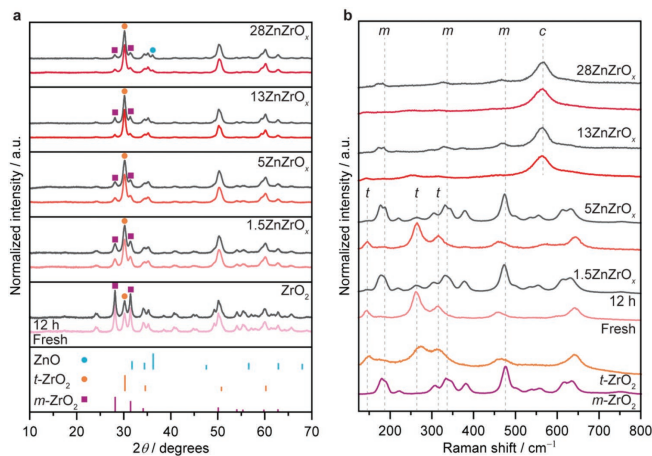 a
28ZnZrOₓ
13ZnZrOₓ
5ZnZrOₓ
1.5ZnZrOₓ
ZrO₂
12 h
Fresh
ZnO
t-ZrO₂
m-ZrO₂
10 20 30 40 50 60 70
2θ / degrees
Normalized intensity / a.u.
b
m m m c
28ZnZrOₓ
13ZnZrOₓ
t t t
5ZnZrOₓ
1.5ZnZrOₓ
12 h
Fresh
t-ZrO₂
m-ZrO₂
200 300 400 500 600 700 800
Raman shift / cm⁻¹
Normalized intensity / a.u.